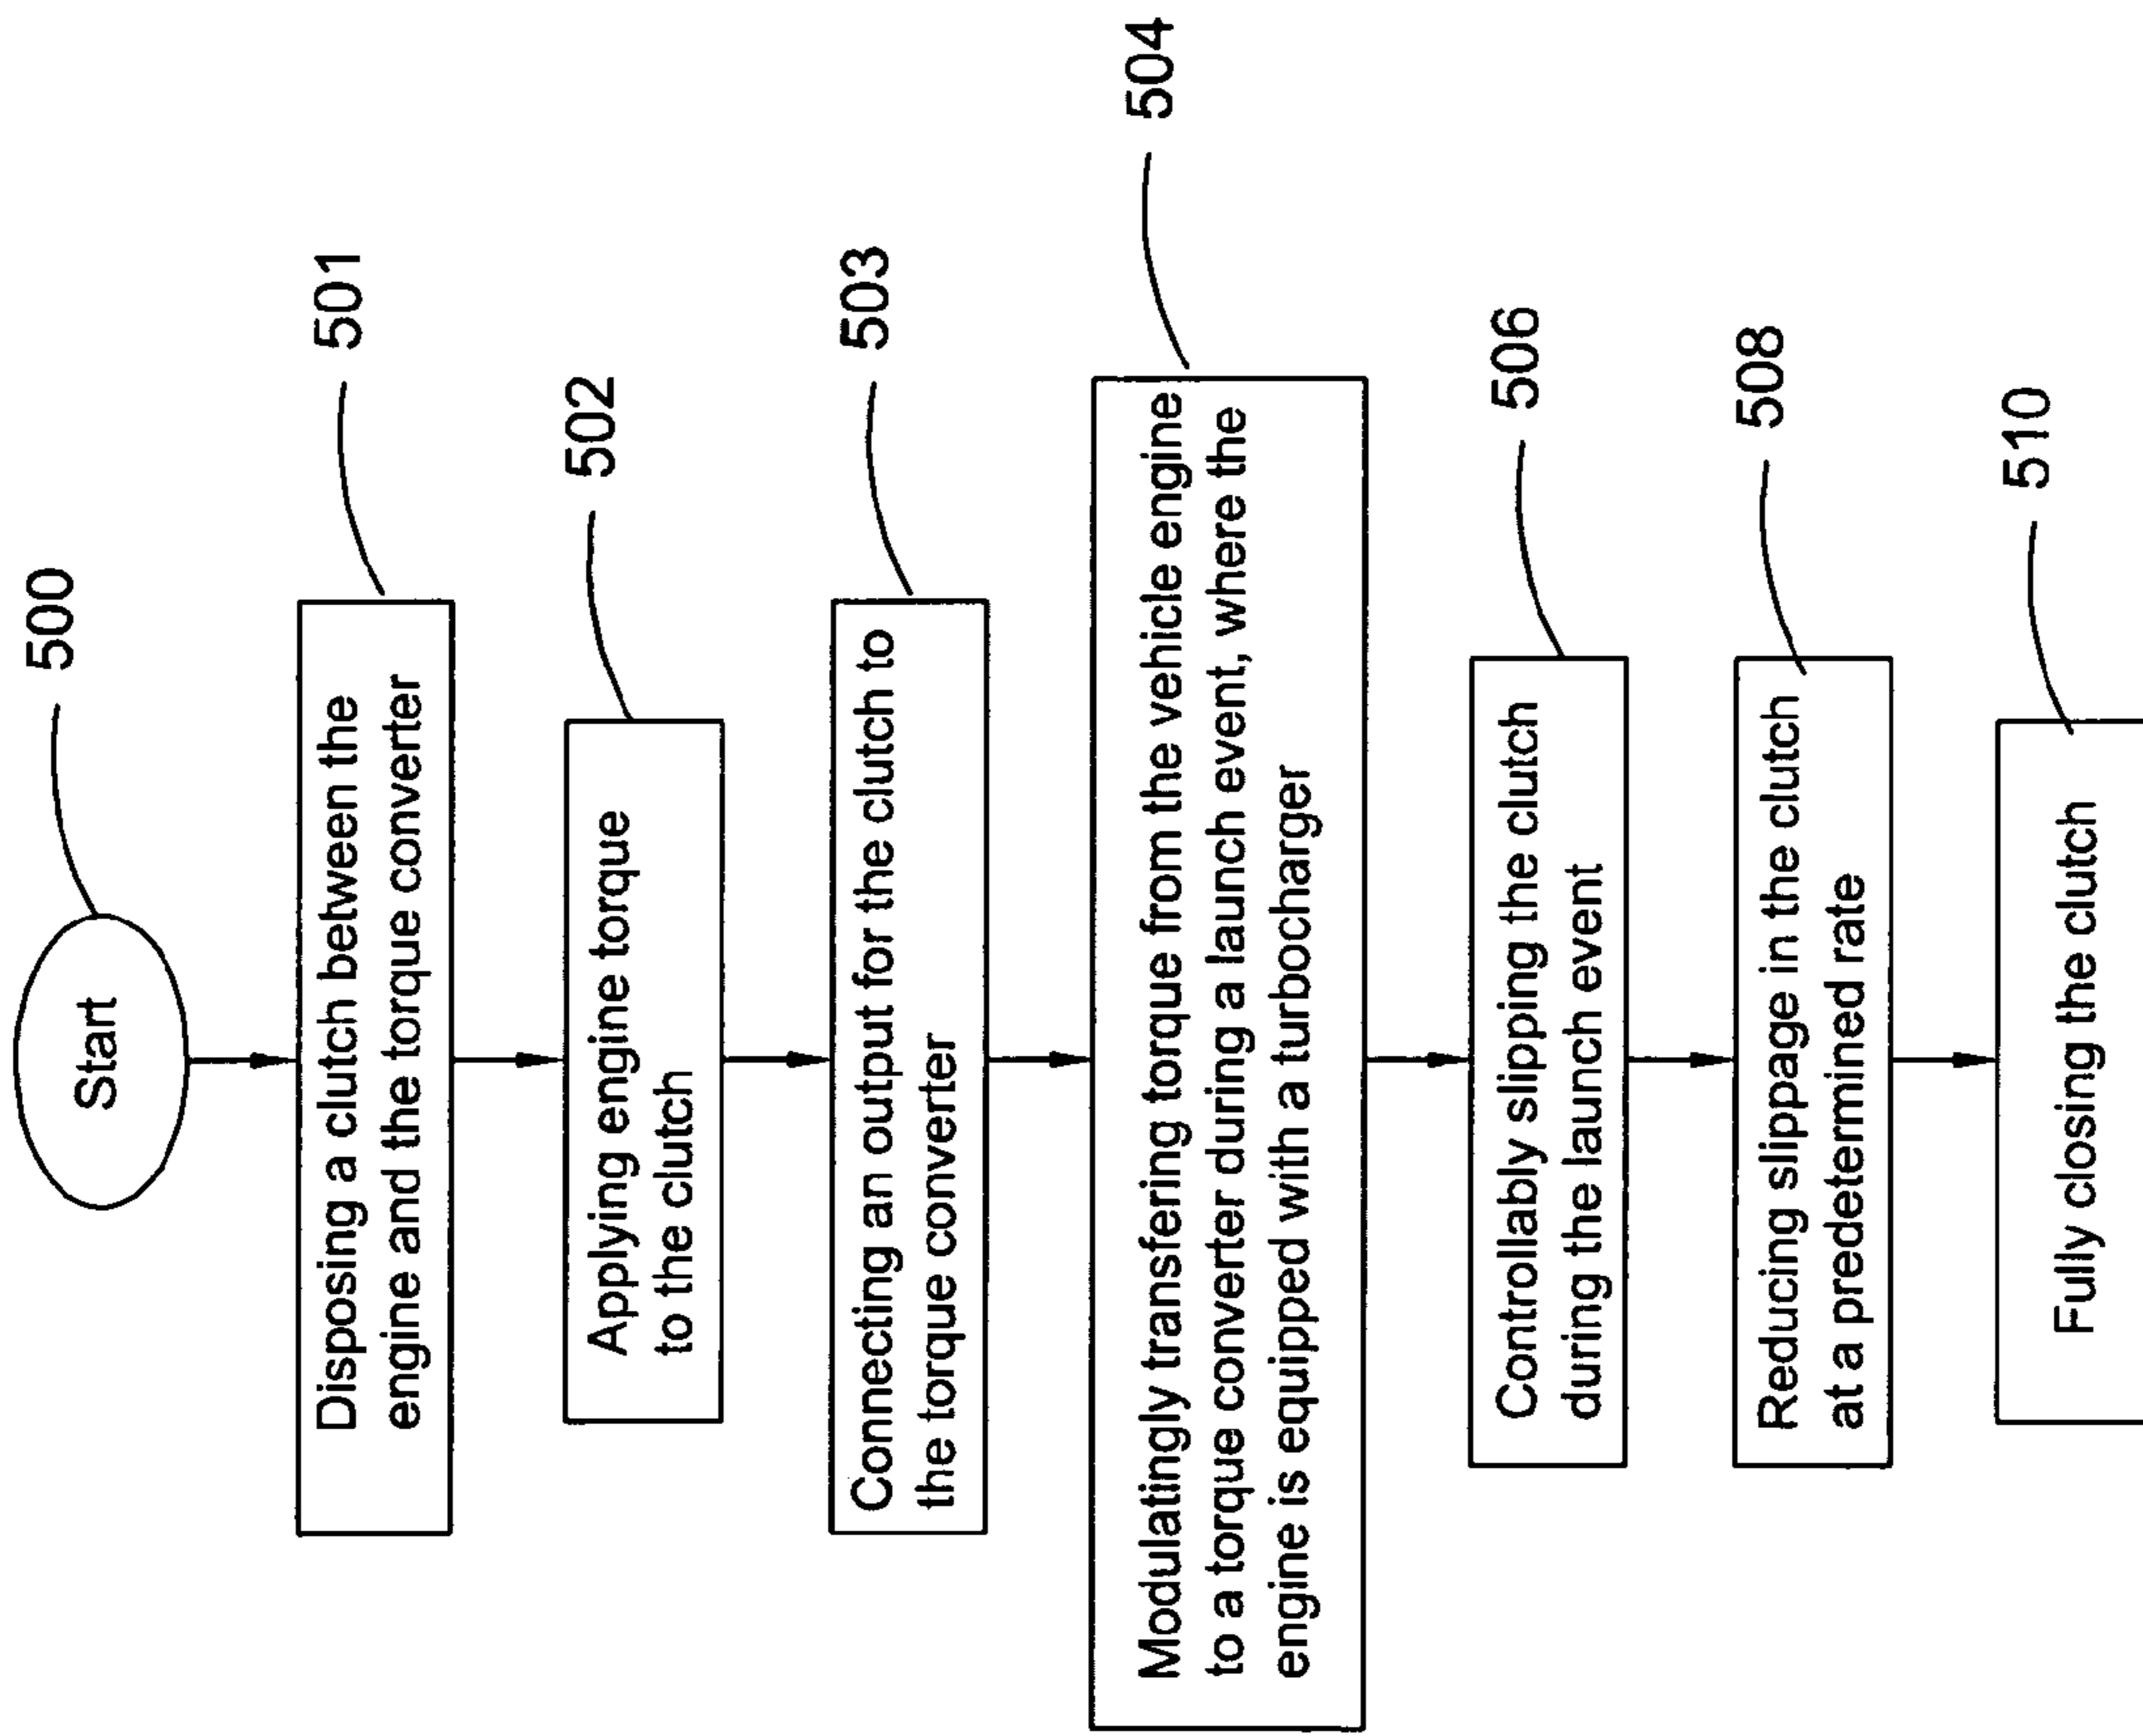 Start
500
Disposing a clutch between the
engine and the torque converter
501
Applying engine torque
to the clutch
502
Connecting an output for the clutch to
the torque converter
503
Modulatingly transfering torque from the vehicle engine
to a torque converter during a launch event, where the
engine is equipped with a turbocharger
504
Controllably slipping the clutch
during the launch event
506
Reducing slippage in the clutch
at a predetermined rate
508
Fully closing the clutch
510